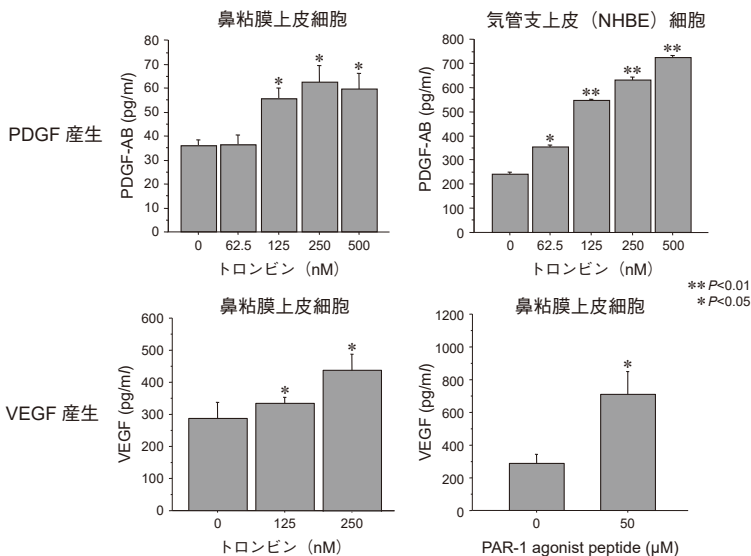 鼻粘膜上皮細胞
PDGF 産生
PDGF-AB (pg/ml)
80
70
60
50
40
30
20
10
0
*
*
*
0 62.5 125 250 500
トロンビン（nM）
気管支上皮（NHBE）細胞
PDGF-AB (pg/ml)
800
700
600
500
400
300
200
100
0
*
**
**
**
0 62.5 125 250 500
トロンビン（nM）
** P<0.01
* P<0.05
鼻粘膜上皮細胞
VEGF 産生
VEGF (pg/ml)
600
500
400
300
200
100
0
*
*
0 125 250
トロンビン（nM）
鼻粘膜上皮細胞
VEGF (pg/ml)
1200
1000
800
600
400
200
0
*
0 50
PAR-1 agonist peptide (μM)